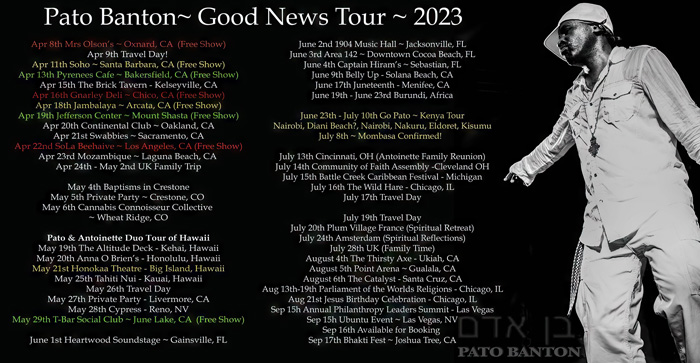 Pato Banton~ Good News Tour ~ 2023
Apr 8th Mrs Olson's ~ Oxnard, CA (Free Show)
Apr 9th Travel Day!
Apr 11th Soho ~ Santa Barbara, CA (Free Show)
Apr 13th Pyrenees Cafe ~ Bakersfield, CA (Free Show)
Apr 15th The Brick Tavern - Kelseyville, CA
Apr 16th Gnarley Deli ~ Chico, CA (Free Show)
Apr 18th Jambalaya ~ Arcata, CA (Free Show)
Apr 19th Jefferson Center ~ Mount Shasta (Free Show)
Apr 20th Continental Club ~ Oakland, CA
Apr 21st Swabbies ~ Sacramento, CA
Apr 22nd SoLa Beehaive ~ Los Angeles, CA (Free Show)
Apr 23rd Mozambique ~ Laguna Beach, CA
Apr 24th - May 2nd UK Family Trip
May 4th Baptisms in Crestone
May 5th Private Party ~ Crestone, CO
May 6th Cannabis Connoisseur Collective
~ Wheat Ridge, CO
Pato & Antoinette Duo Tour of Hawaii
May 19th The Altitude Deck - Kehai, Hawaii
May 20th Anna O Brien's - Honolulu, Hawaii
May 21st Honokaa Theatre - Big Island, Hawaii
May 25th Tahiti Nui - Kauai, Hawaii
May 26th Travel Day
May 27th Private Party - Livermore, CA
May 28th Cypress - Reno, NV
May 29th T-Bar Social Club ~ June Lake, CA (Free Show)
June 1st Heartwood Soundstage ~ Gainsville, FL
June 2nd 1904 Music Hall ~ Jacksonville, FL
June 3rd Area 142 ~ Downtown Cocoa Beach, FL
June 4th Captain Hiram's ~ Sebastian, FL
June 9th Belly Up - Solana Beach, CA
June 17th Juneteenth - Menifee, CA
June 19th - June 23rd Burundi, Africa
June 23th - July 10th Go Pato ~ Kenya Tour
Nairobi, Diani Beach?, Nairobi, Nakuru, Eldoret, Kisumu
July 8th ~ Mombasa Confirmed!
July 13th Cincinnati, OH (Antoinette Family Reunion)
July 14th Community of Faith Assembly -Cleveland OH
July 15th Battle Creek Caribbean Festival - Michigan
July 16th The Wild Hare - Chicago, IL
July 17th Travel Day
July 19th Travel Day
July 20th Plum Village France (Spiritual Retreat)
July 24th Amsterdam (Spiritual Reflections)
July 28th UK (Family Time)
August 4th The Thirsty Axe - Ukiah, CA
August 5th Point Arena ~ Gualala, CA
August 6th The Catalyst - Santa Cruz, CA
Aug 13th-19th Parliament of the Worlds Religions - Chicago, IL
Aug 21st Jesus Birthday Celebration - Chicago, IL
Sep 15h Annual Philanthropy Leaders Summit - Las Vegas
Sep 15h Ubuntu Event ~ Las Vegas, NV
Sep 16th Available for Booking
Sep 17th Bhakti Fest ~ Joshua Tree, CA
בן אדם
PATO BANTON